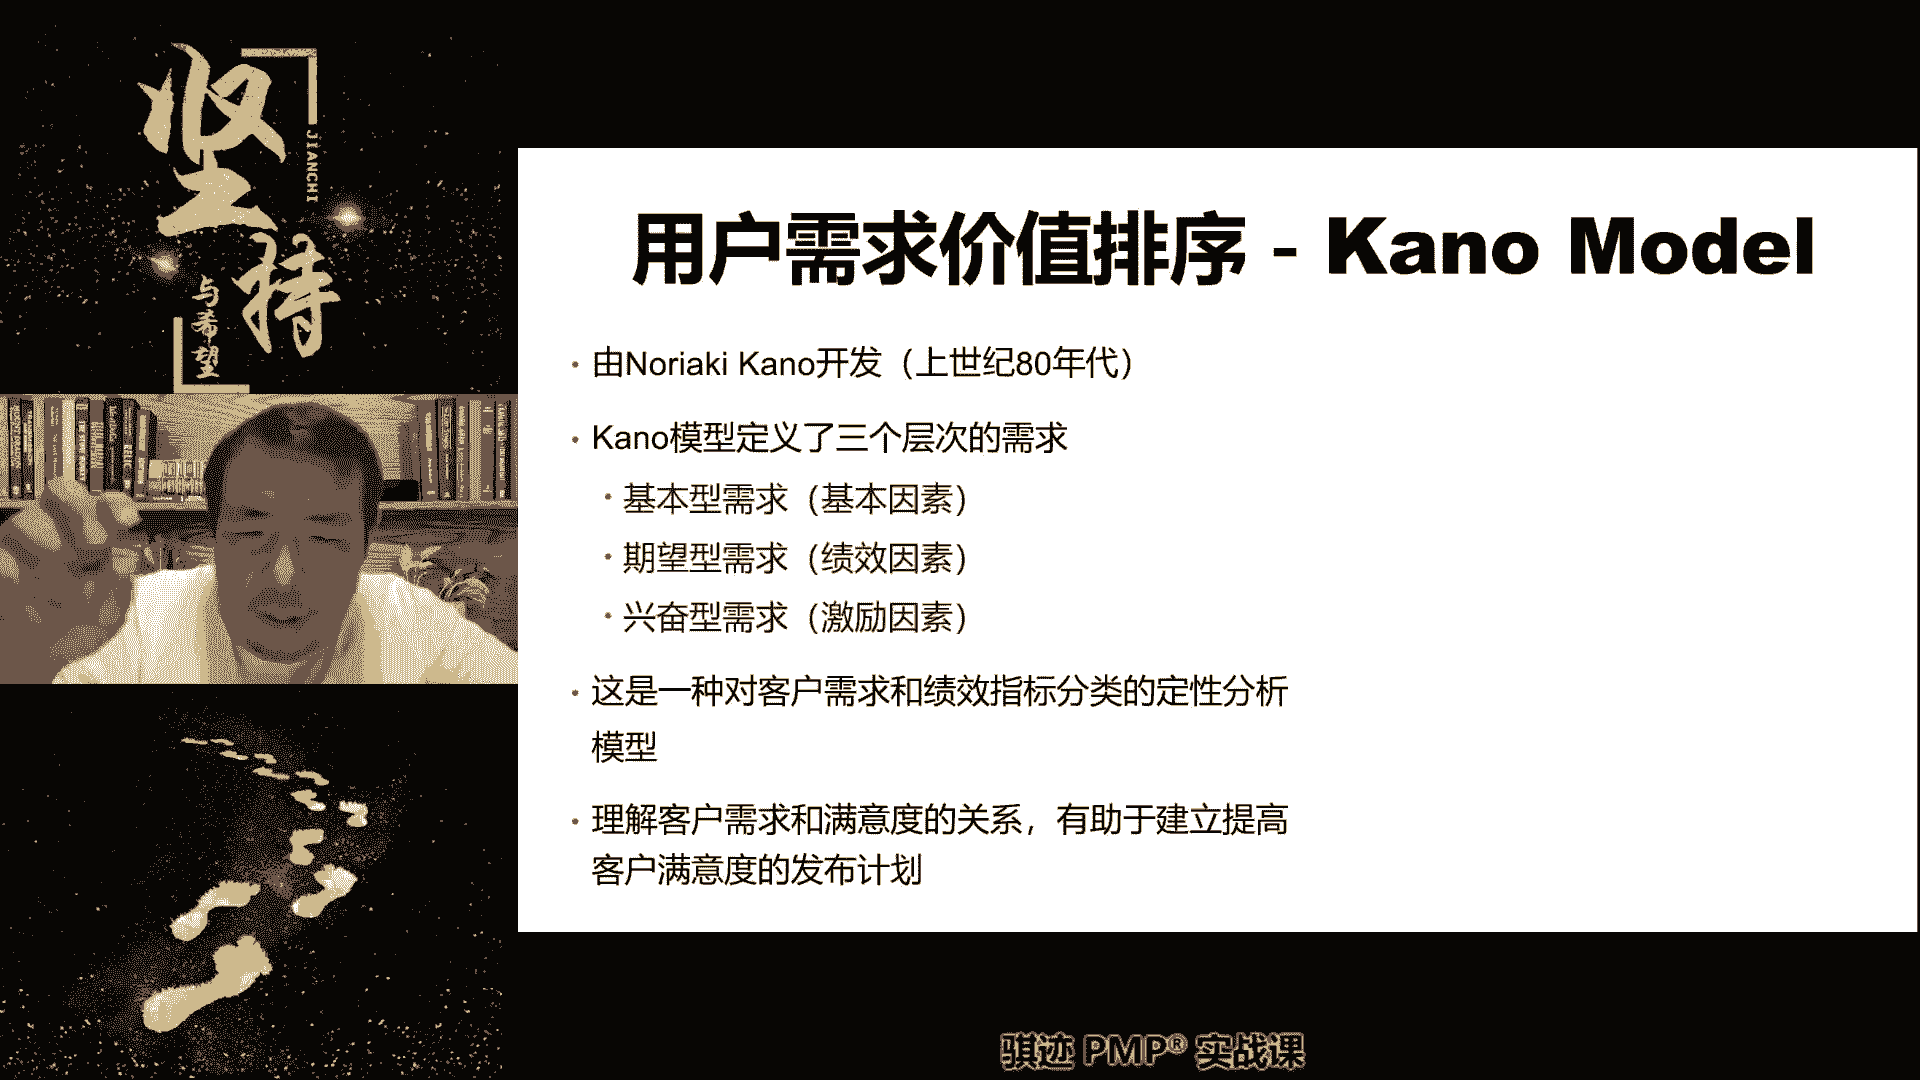 坚持
JIANCHI
与希望
用户需求价值排序 - Kano Model
· 由Noriaki Kano开发（上世纪80年代）
· Kano模型定义了三个层次的需求
· 基本型需求（基本因素）
· 期望型需求（绩效因素）
· 兴奋型需求（激励因素）
· 这是一种对客户需求和绩效指标分类的定性分析
模型
· 理解客户需求和满意度的关系，有助于建立提高
客户满意度的发布计划
骐迹 PMP® 实战课